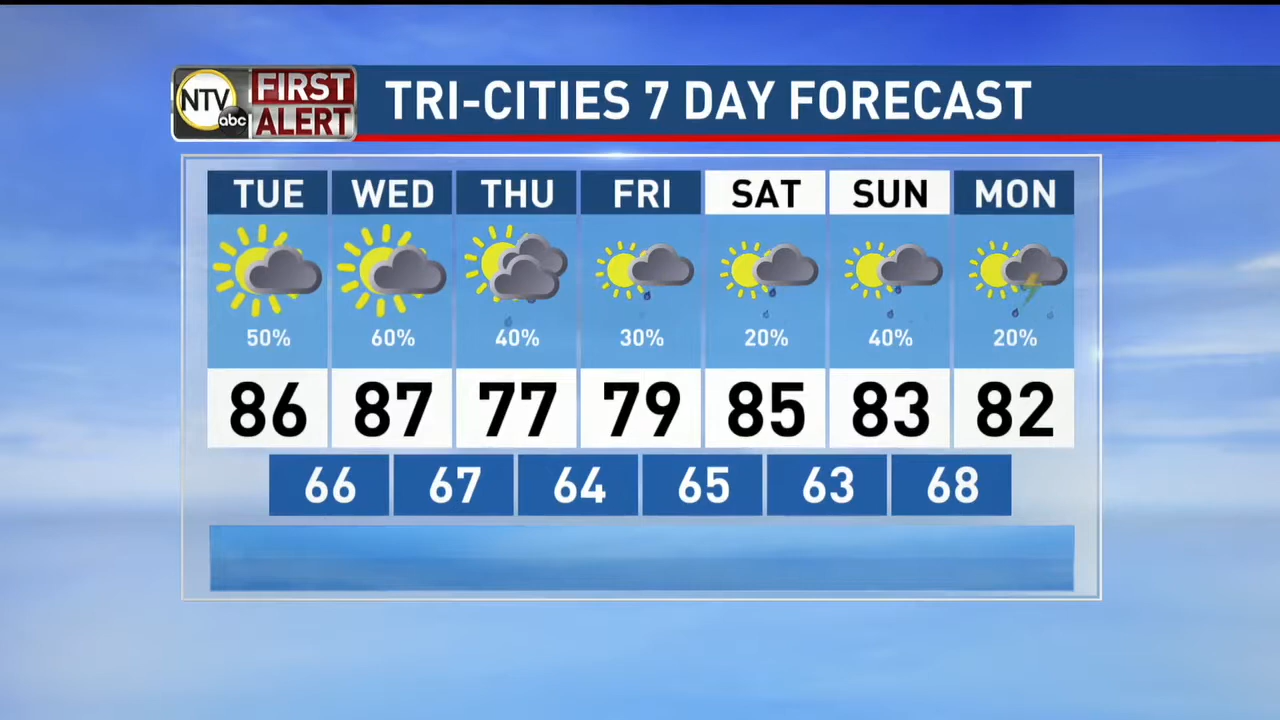 NTV
abc
FIRST
ALERT
TRI-CITIES 7 DAY FORECAST
TUE WED THU FRI SAT SUN MON
50% 60% 40% 30% 20% 40% 20%
86 87 77 79 85 83 82
66 67 64 65 63 68